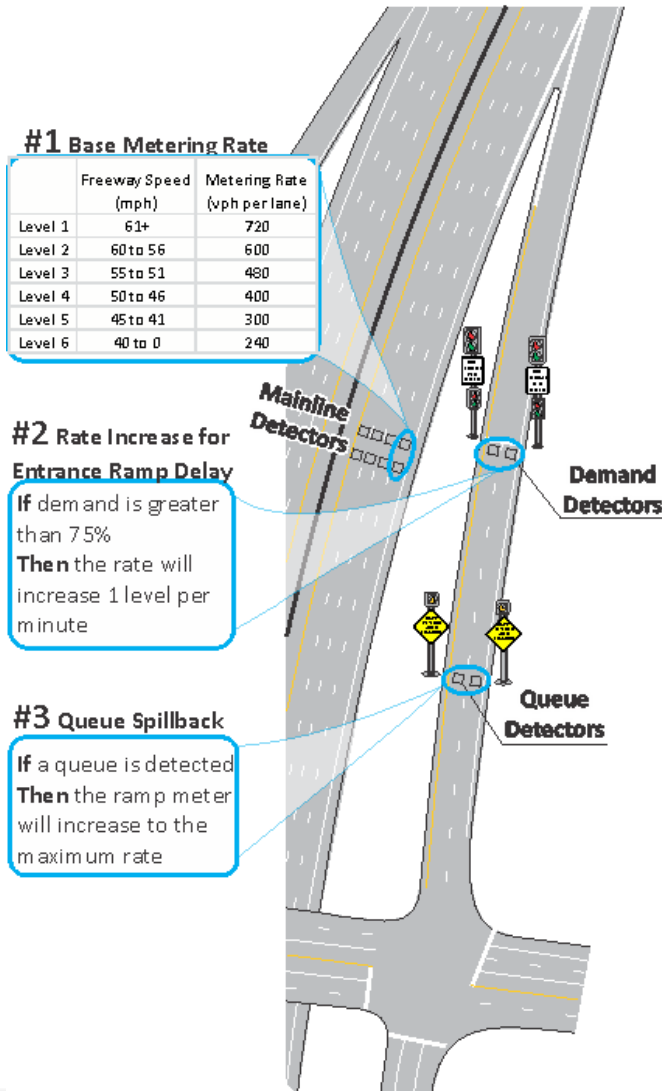 #1 Base Metering Rate
Freeway Speed Metering Rate
(mph) (vph per lane)
Level 1 61+ 720
Level 2 60 to 56 600
Level 3 55 to 51 480
Level 4 50 to 46 400
Level 5 45 to 41 300
Level 6 40 to 0 240
Mainline
Detectors
#2 Rate Increase for
Entrance Ramp Delay
If demand is greater
than 75%
Then the rate will
increase 1 level per
minute
Demand
Detectors
#3 Queue Spillback
If a queue is detected
Then the ramp meter
will increase to the
maximum rate
Queue
Detectors